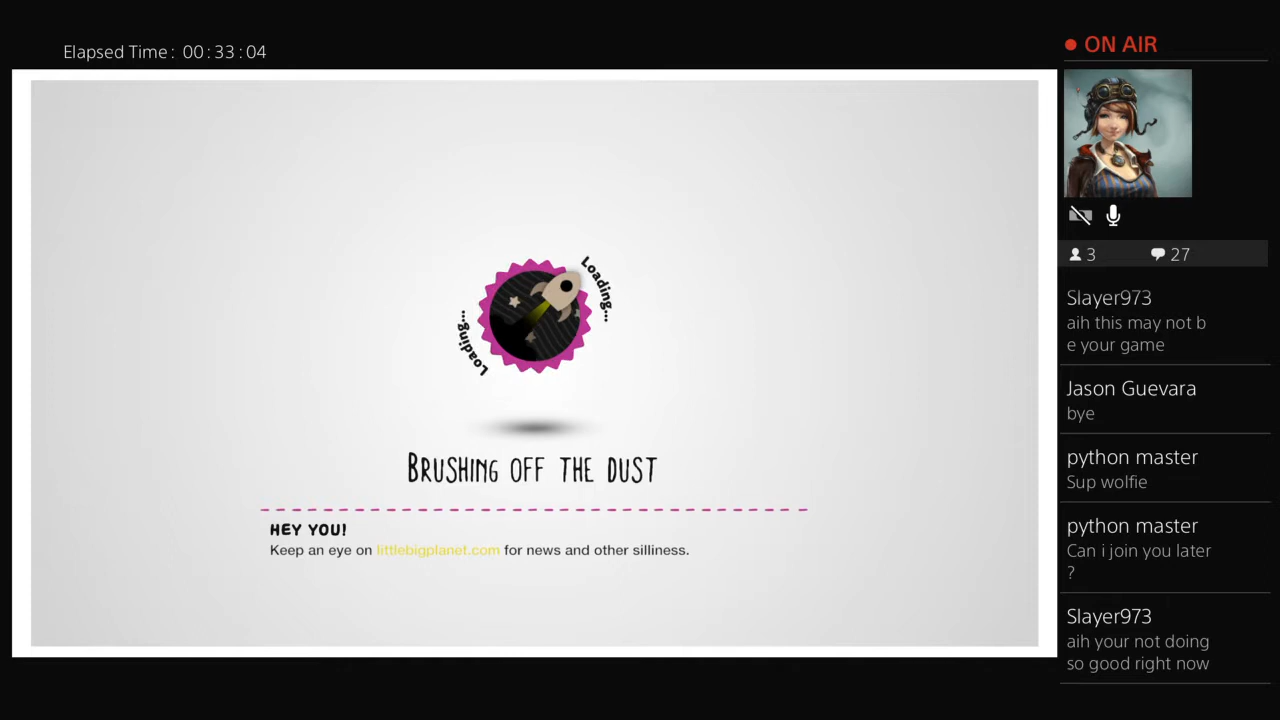 Elapsed Time: 00:33:04
ON AIR
Loading...
Loading...
BRUSHING OFF THE DUST
HEY YOU!
Keep an eye on littlebigplanet.com for news and other silliness.
3 27
Slayer973
aih this may not b
e your game
Jason Guevara
bye
python master
Sup wolfie
python master
Can i join you later
?
Slayer973
aih your not doing
so good right now